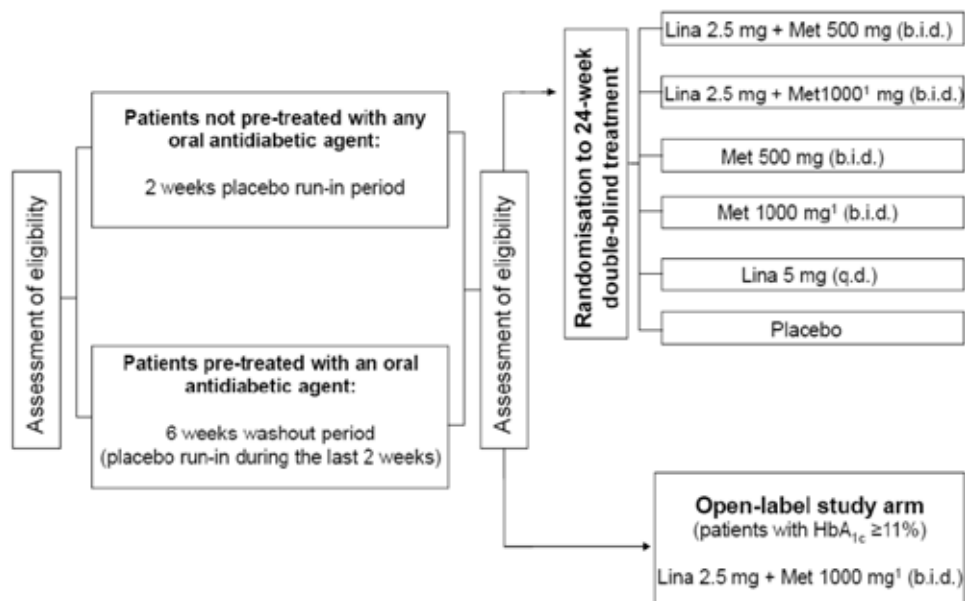 Assessment of eligibility
Patients not pre-treated with any
oral antidiabetic agent:
2 weeks placebo run-in period
Patients pre-treated with an oral
antidiabetic agent:
6 weeks washout period
(placebo run-in during the last 2 weeks)
Assessment of eligibility
Randomisation to 24-week
double-blind treatment
Lina 2.5 mg + Met 500 mg (b.i.d.)
Lina 2.5 mg + Met1000¹ mg (b.i.d.)
Met 500 mg (b.i.d.)
Met 1000 mg¹ (b.i.d.)
Lina 5 mg (q.d.)
Placebo
Open-label study arm
(patients with HbA1c ≥11%)
Lina 2.5 mg + Met 1000 mg¹ (b.i.d.)